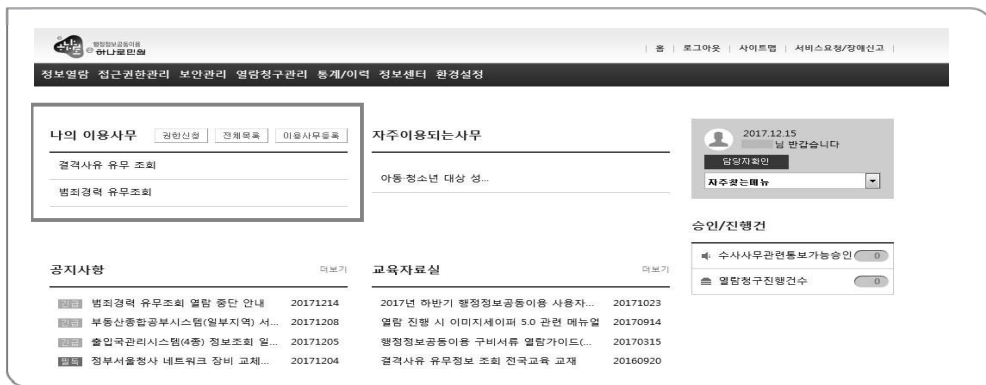 행정정보공동이용
e 하나로민원
홈 | 로그아웃 | 사이트맵 | 서비스요청/장애신고
정보열람 접근권한관리 보안관리 열람청구관리 통계/이력 정보센터 환경설정
나의 이용사무 권한신청 전체목록 이용사무등록
결격사유 유무 조회
범죄경력 유무조회
자주이용되는사무
아동·청소년 대상 성...
2017.12.15
님 반갑습니다
담당자확인
자주찾는메뉴
승인/진행건
수사사무관련통보가능승인 0
열람청구진행건수 0
공지사항 더보기
긴급 범죄경력 유무조회 열람 중단 안내 20171214
긴급 부동산종합공부시스템(일부지역) 서... 20171208
긴급 출입국관리시스템(4종) 정보조회 일... 20171205
필독 정부서울청사 네트워크 장비 교체... 20171204
교육자료실 더보기
2017년 하반기 행정정보공동이용 사용자... 20171023
열람 진행 시 이미지세이퍼 5.0 관련 메뉴얼 20170914
행정정보공동이용 구비서류 열람가이드(... 20170315
결격사유 유무정보 조회 전국교육 교재 20160920